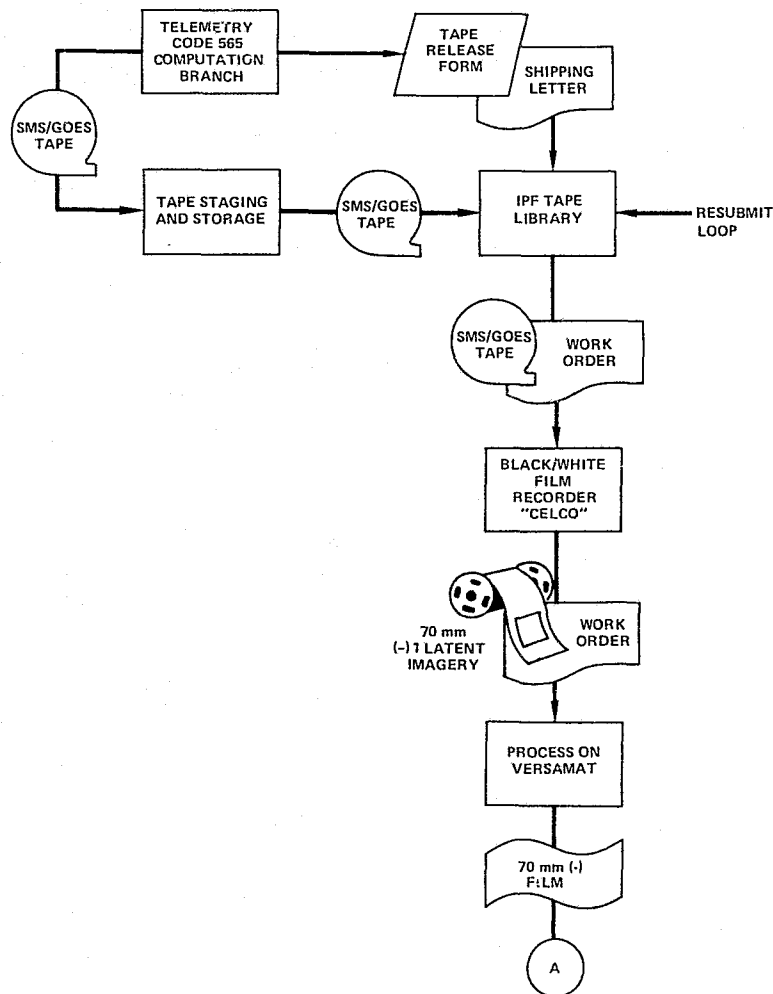 TELEMETRY
CODE 565
COMPUTATION
BRANCH
TAPE
RELEASE
FORM
SHIPPING
LETTER
SMS/GOES
TAPE
TAPE STAGING
AND STORAGE
SMS/GOES
TAPE
IPF TAPE
LIBRARY
RESUBMIT
LOOP
SMS/GOES
TAPE
WORK
ORDER
BLACK/WHITE
FILM
RECORDER
"CELCO"
70 mm
(-) 1 LATENT
IMAGERY
WORK
ORDER
PROCESS ON
VERSAMAT
70 mm (-)
FILM
A